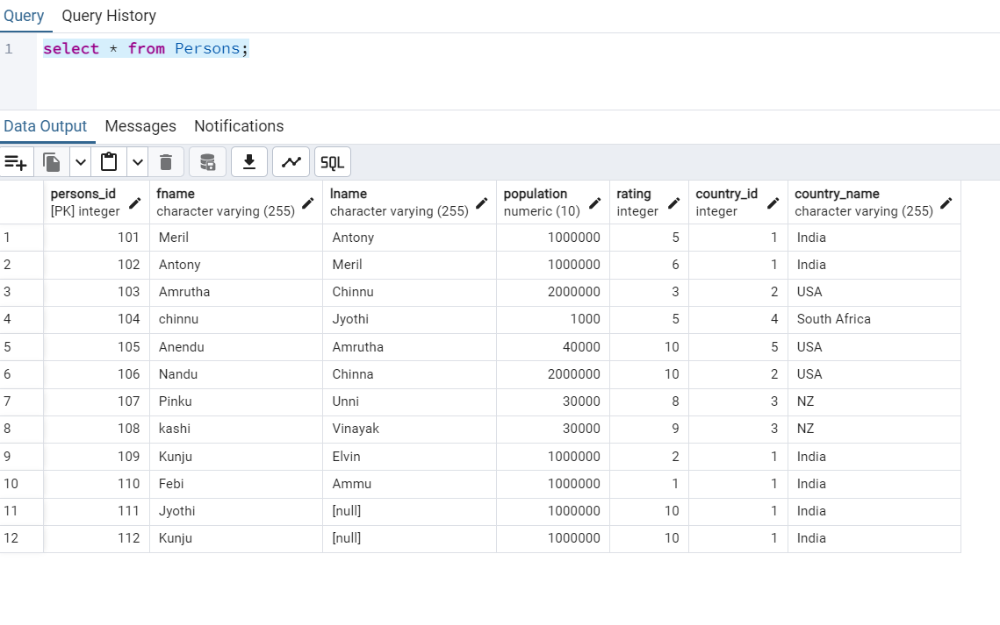 Query Query History
1 select * from Persons;
Data Output Messages Notifications
SQL
persons_id fname lname population rating country_id country_name
[PK] integer character varying (255) character varying (255) numeric (10) integer integer character varying (255)
1 101 Meril Antony 1000000 5 1 India
2 102 Antony Meril 1000000 6 1 India
3 103 Amrutha Chinnu 2000000 3 2 USA
4 104 chinnu Jyothi 1000 5 4 South Africa
5 105 Anendu Amrutha 40000 10 5 USA
6 106 Nandu Chinna 2000000 10 2 USA
7 107 Pinku Unni 30000 8 3 NZ
8 108 kashi Vinayak 30000 9 3 NZ
9 109 Kunju Elvin 1000000 2 1 India
10 110 Febi Ammu 1000000 1 1 India
11 111 Jyothi [null] 1000000 10 1 India
12 112 Kunju [null] 1000000 10 1 India